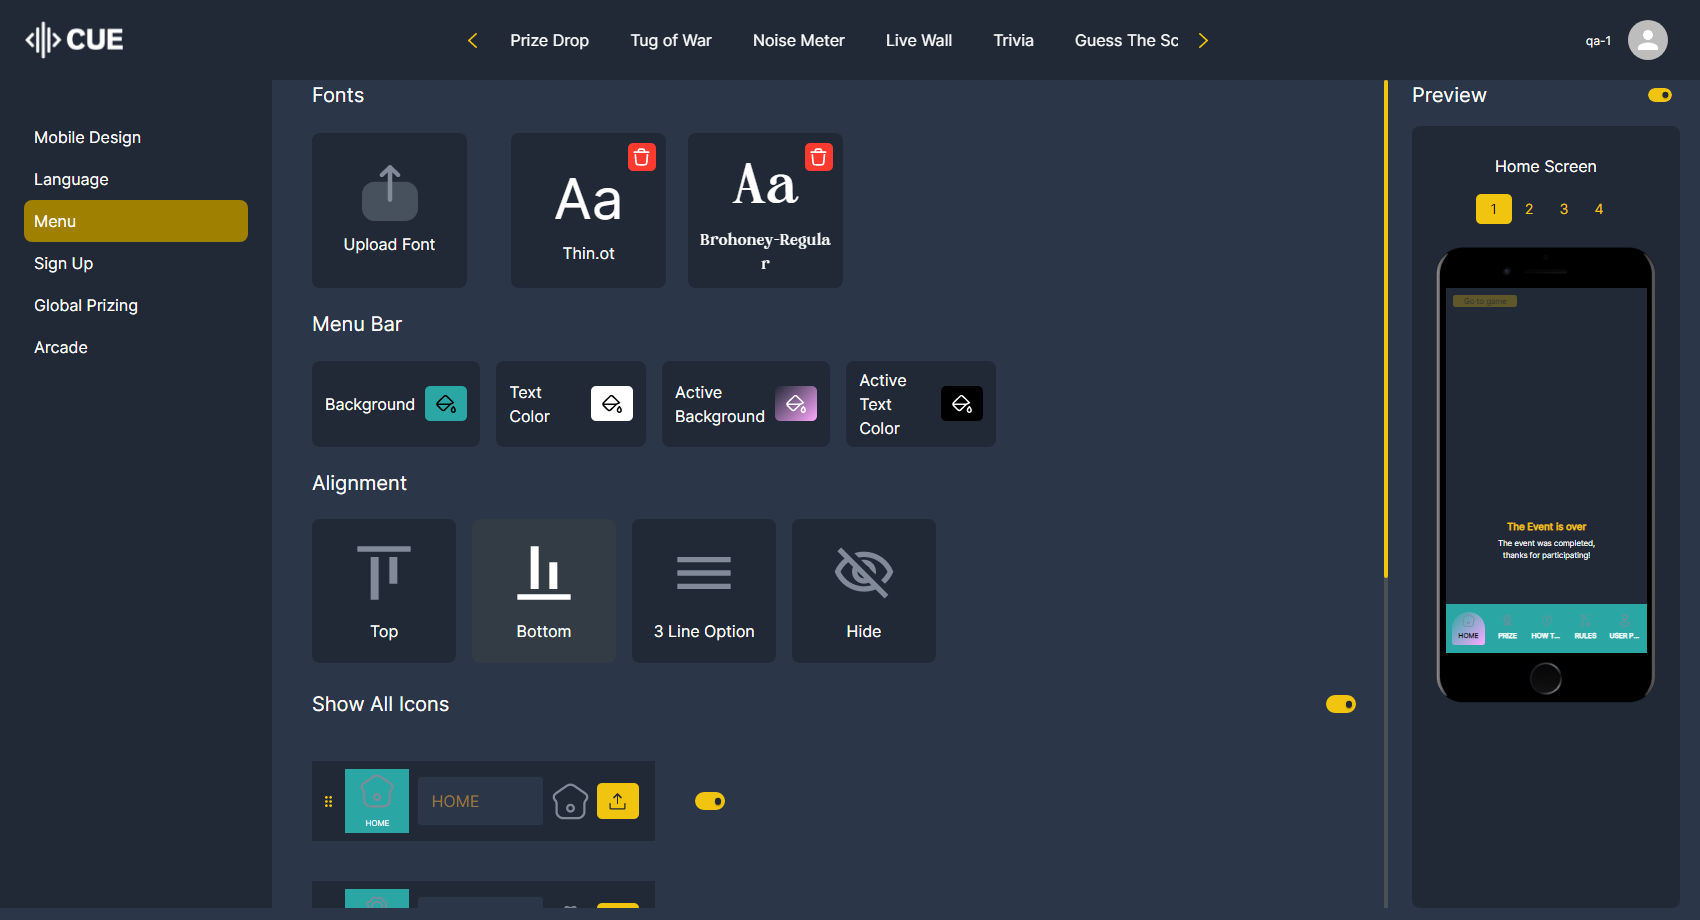 CUE
Prize Drop
Tug of War
Noise Meter
Live Wall
Trivia
Guess The Sc
qa-1
Mobile Design
Language
Menu
Sign Up
Global Prizing
Arcade
Fonts
Upload Font
Aa
Thin.ot
Aa
Brohoney-Regula
r
Menu Bar
Background
Text
Color
Active
Background
Active
Text
Color
Alignment
Top
Bottom
3 Line Option
Hide
Show All Icons
HOME
HOME
Preview
Home Screen
1 2 3 4
Go to game
The Event is over
The event was completed,
thanks for participating!
HOME
PRIZE
HOW T...
RULES
USER P...